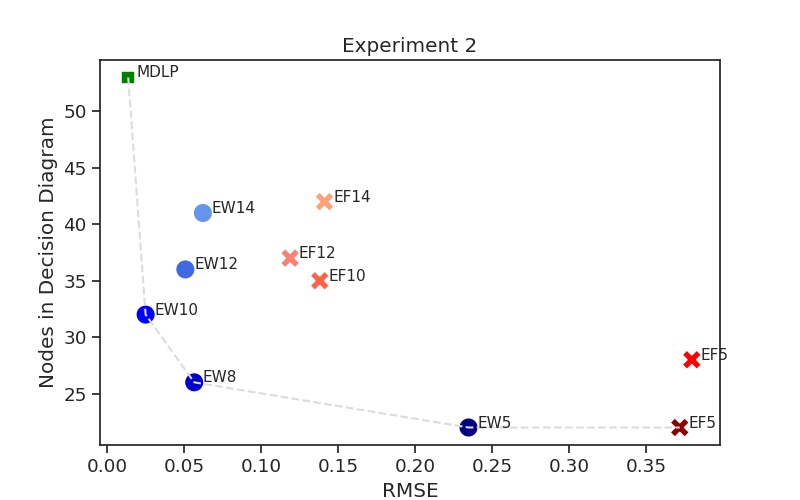 Experiment 2
MDLP
EW14
EF14
EW12
EF12
EF10
EW10
EF5
EW8
EW5
EF5
50
45
40
35
30
25
Nodes in Decision Diagram
0.00 0.05 0.10 0.15 0.20 0.25 0.30 0.35
RMSE